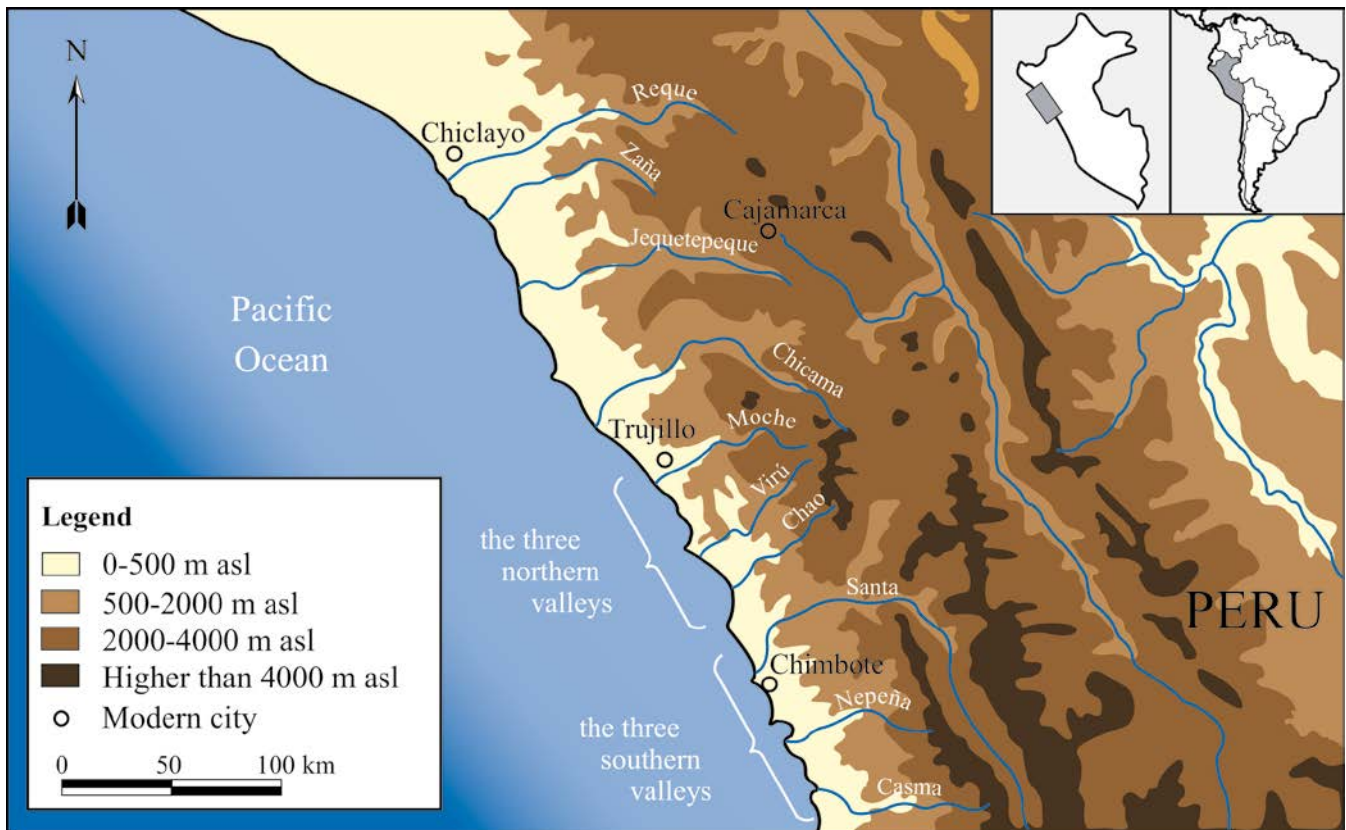 N
Reque
Chiclayo
Zaña
Cajamarca
Jequetepeque
Pacific
Ocean
Chicama
Moche
Trujillo
Virú
Chao
the three
northern
valleys
Santa
PERU
Chimbote
Nepeña
the three
southern
valleys
Casma
Legend
0-500 m asl
500-2000 m asl
2000-4000 m asl
Higher than 4000 m asl
Modern city
0 50 100 km